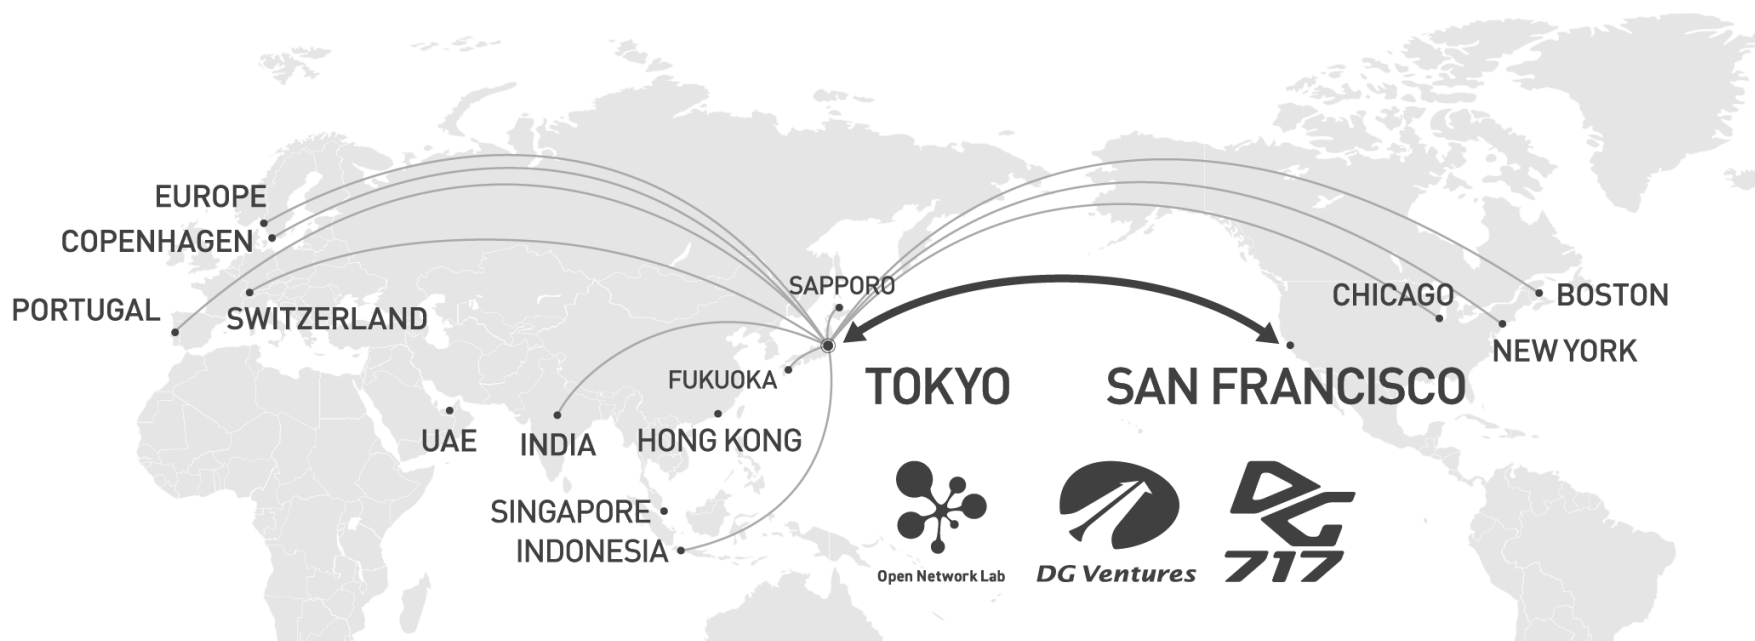 EUROPE
COPENHAGEN
PORTUGAL
SWITZERLAND
SAPPORO
CHICAGO
BOSTON
NEW YORK
FUKUOKA
TOKYO
SAN FRANCISCO
UAE
INDIA
HONG KONG
SINGAPORE
INDONESIA
Open Network Lab
DG Ventures
DG
717